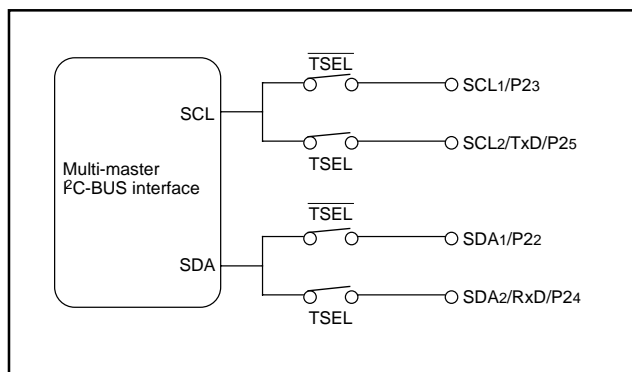 TSEL
SCL1/P23
SCL
SCL2/TxD/P25
TSEL
Multi-master
I²C-BUS interface
TSEL
SDA1/P22
SDA
SDA2/RxD/P24
TSEL